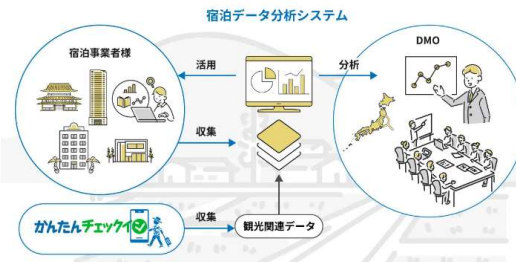 宿泊データ分析システム
宿泊事業者様
活用
分析
DMO
収集
かんたんチェックイン
収集
観光関連データ